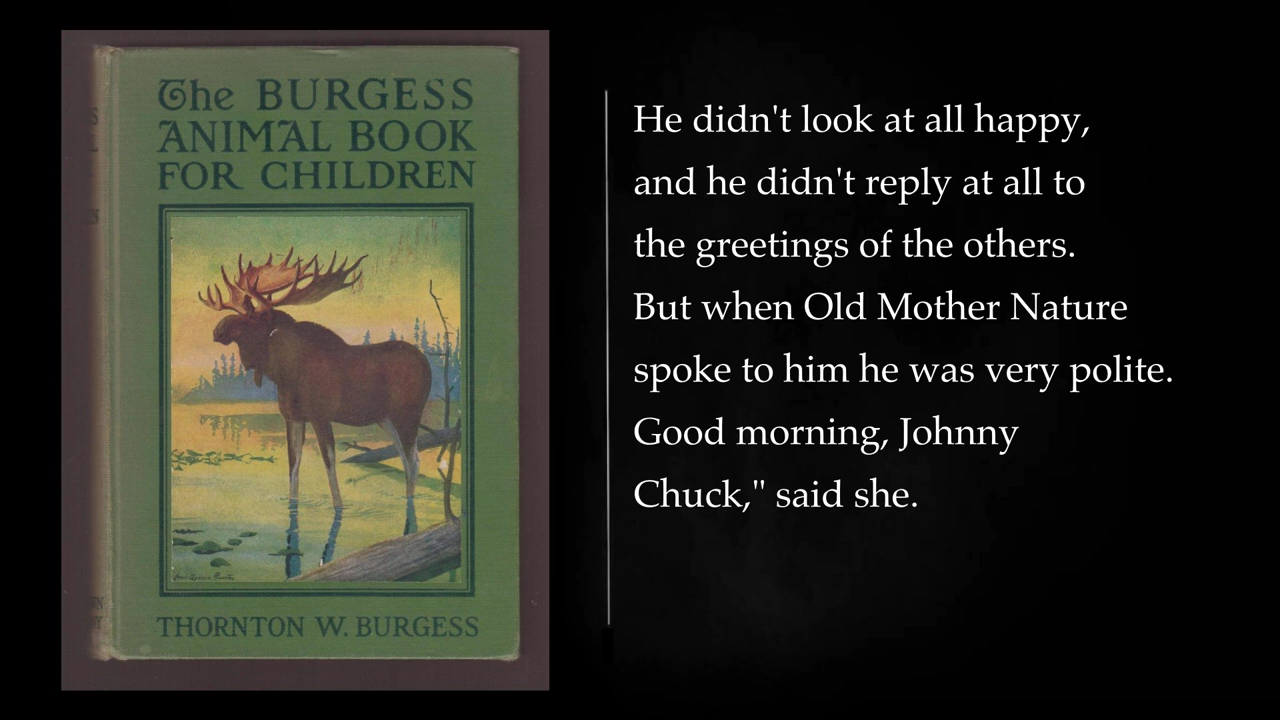 The BURGESS
ANIMAL BOOK
FOR CHILDREN
THORNTON W. BURGESS
He didn't look at all happy,
and he didn't reply at all to
the greetings of the others.
But when Old Mother Nature
spoke to him he was very polite.
Good morning, Johnny
Chuck," said she.